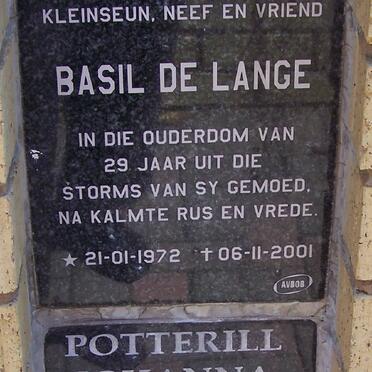 KLEINSEUN, NEEF EN VRIEND
BASIL DE LANGE
IN DIE OUDERDOM VAN
29 JAAR UIT DIE
STORMS VAN SY GEMOED,
NA KALMTE RUS EN VREDE.
★ 21-01-1972 ✝ 06-11-2001
AVBOB
POTTERILL